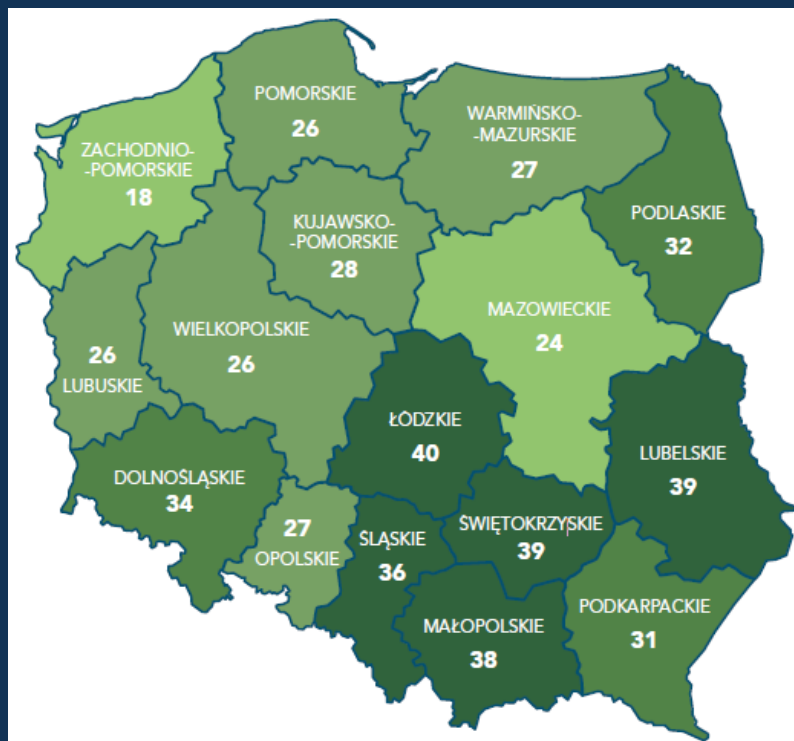 POMORSKIE
26
WARMIŃSKO-
-MAZURSKIE
27
ZACHODNIO-
-POMORSKIE
18
KUJAWSKO-
-POMORSKIE
28
PODLASKIE
32
MAZOWIECKIE
24
WIELKOPOLSKIE
26
26
LUBUSKIE
ŁÓDZKIE
40
LUBELSKIE
39
DOLNOŚLĄSKIE
34
27
OPOLSKIE
ŚLĄSKIE
36
ŚWIĘTOKRZYSKIE
39
MAŁOPOLSKIE
38
PODKARPACKIE
31